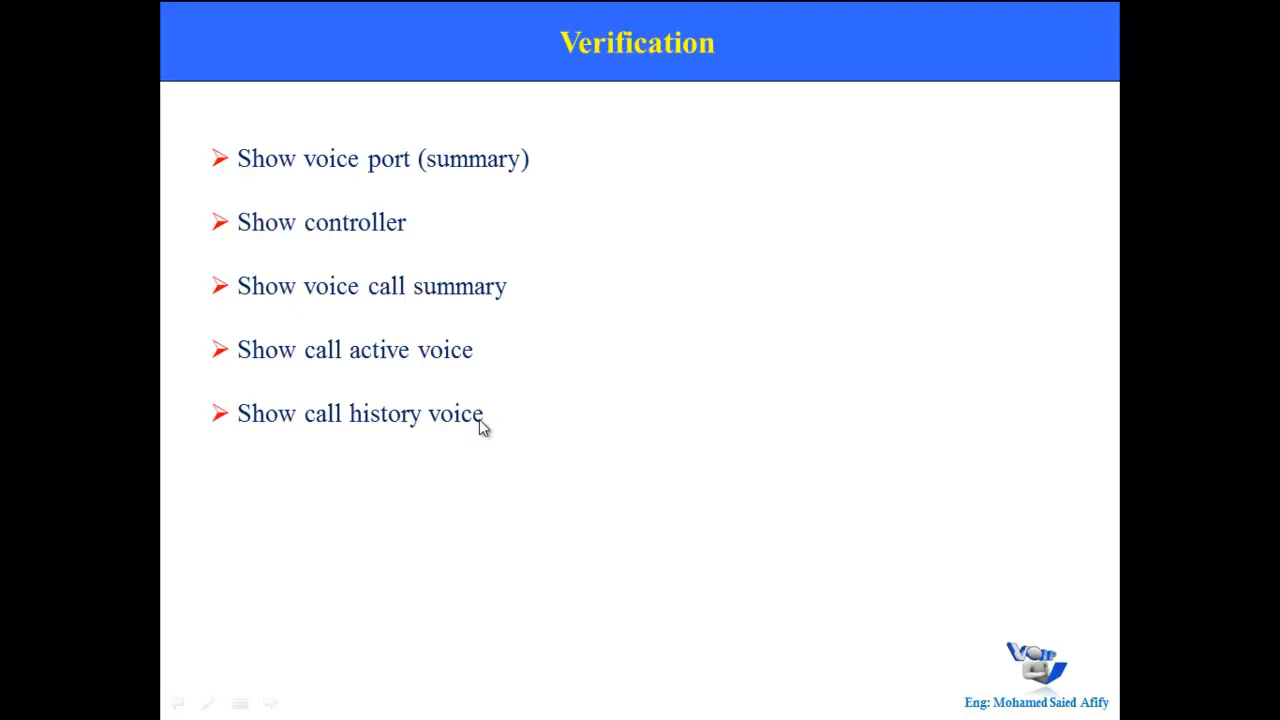 Verification
Show voice port (summary)
Show controller
Show voice call summary
Show call active voice
Show call history voice
VOIP
Eng: Mohamed Saied Afify